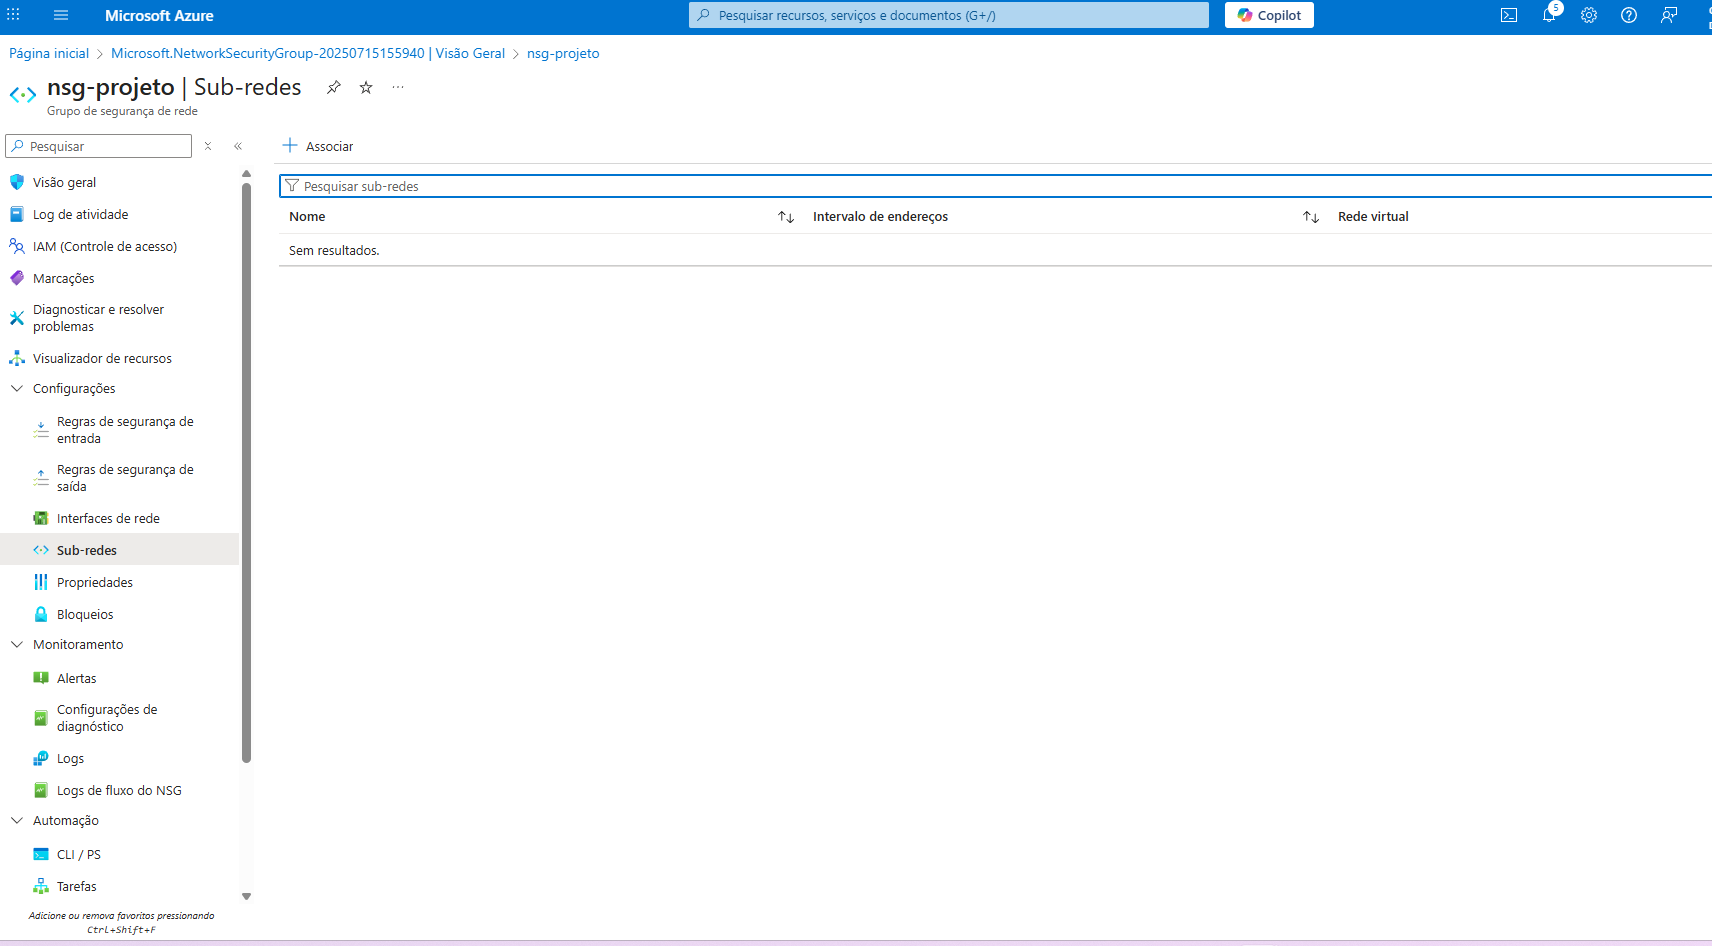 Microsoft Azure
Pesquisar recursos, serviços e documentos (G+/)
Copilot
5
Página inicial > Microsoft.NetworkSecurityGroup-20250715155940 | Visão Geral > nsg-projeto
nsg-projeto | Sub-redes
Grupo de segurança de rede
Pesquisar
Associar
Pesquisar sub-redes
Nome
Intervalo de endereços
Rede virtual
Sem resultados.
Visão geral
Log de atividade
IAM (Controle de acesso)
Marcações
Diagnosticar e resolver
problemas
Visualizador de recursos
Configurações
Regras de segurança de
entrada
Regras de segurança de
saída
Interfaces de rede
Sub-redes
Propriedades
Bloqueios
Monitoramento
Alertas
Configurações de
diagnóstico
Logs
Logs de fluxo do NSG
Automação
CLI / PS
Tarefas
Adicione ou remova favoritos pressionando
Ctrl+Shift+F